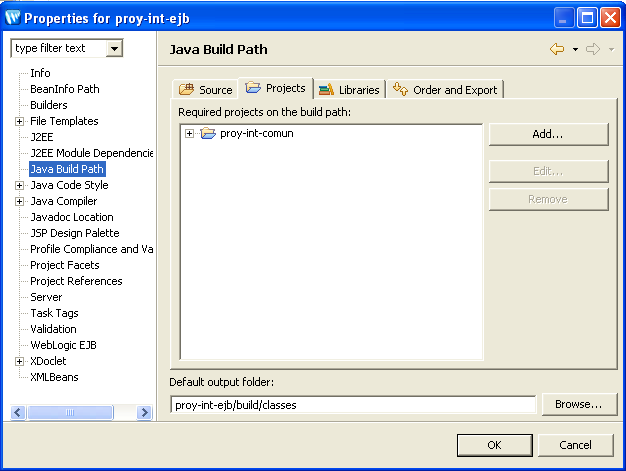 Properties for proy-int-ejb
type filter text
Java Build Path
Info
BeanInfo Path
Builders
File Templates
J2EE
J2EE Module Dependencie
Java Build Path
Java Code Style
Java Compiler
Javadoc Location
JSP Design Palette
Profile Compliance and Va
Project Facets
Project References
Server
Task Tags
Validation
WebLogic EJB
XDoclet
XMLBeans
Source Projects Libraries Order and Export
Required projects on the build path:
proy-int-comun
Add...
Edit...
Remove
Default output folder:
proy-int-ejb/build/classes
Browse...
OK Cancel